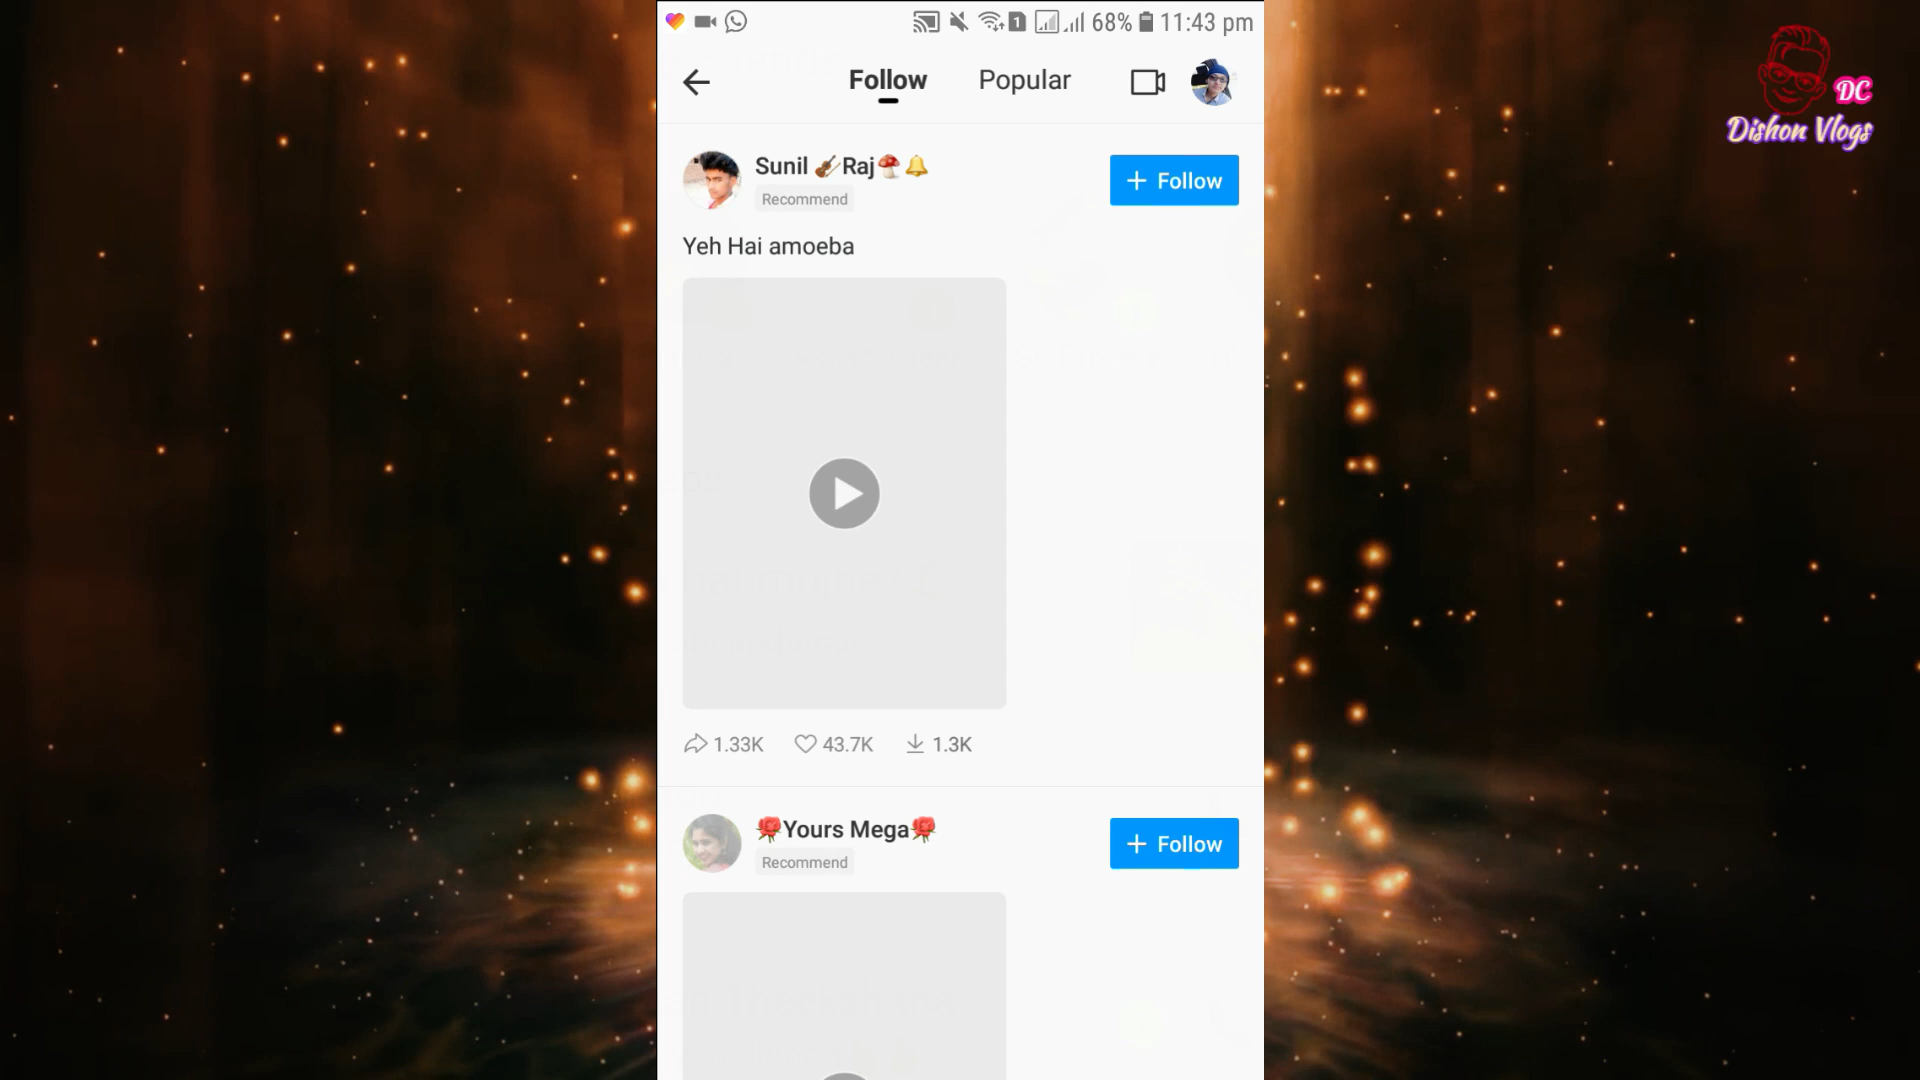 1 68% 11:43 pm
Follow Popular
DC
Dishon Vlogs
Sunil 🎻Raj🍄🔔
Recommend
+ Follow
Yeh Hai amoeba
1.33K 43.7K 1.3K
🌹Yours Mega🌹
Recommend
+ Follow